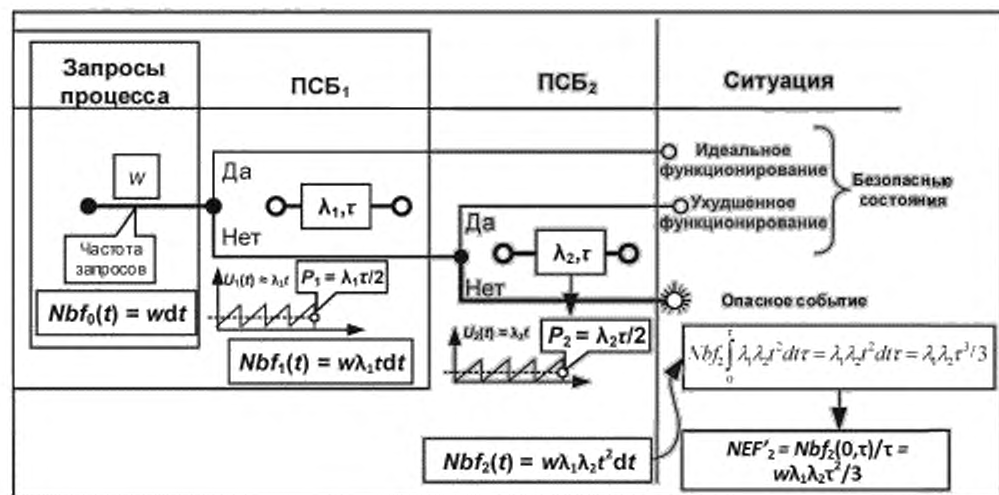 Запросы
процесса
ПСБ₁
ПСБ₂
Ситуация
w
Да
λ₁,τ
Нет
Частота
запросов
Nbf₀(t) = wdt
U₁(t) ≈ λ₁t
P₁ = λ₁τ/2
Nbf₁(t) = wλ₁tdt
Да
λ₂,τ
Нет
U₂(t) ≈ λ₂t
P₂ = λ₂τ/2
Nbf₂(t) = wλ₁λ₂t²dt
Идеальное
функционирование
Ухудшенное
функционирование
Безопасные
состояния
Опасное событие
Nbf₂∫₀^τ λ₁λ₂t²dtτ = λ₁λ₂t²dtτ = λ₁λ₂τ³/3
NEF'₂ = Nbf₂(0,τ)/τ =
wλ₁λ₂τ²/3